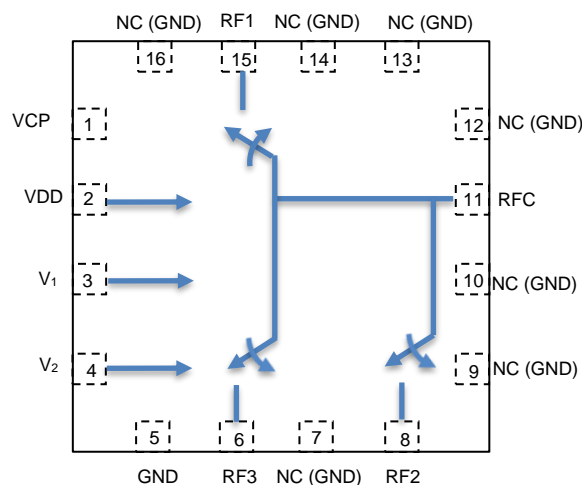 NC (GND) RF1 NC (GND) NC (GND)
16 15 14 13
VCP 1 12 NC (GND)
VDD 2 11 RFC
V1 3 10 NC (GND)
V2 4 9 NC (GND)
5 6 7 8
GND RF3 NC (GND) RF2